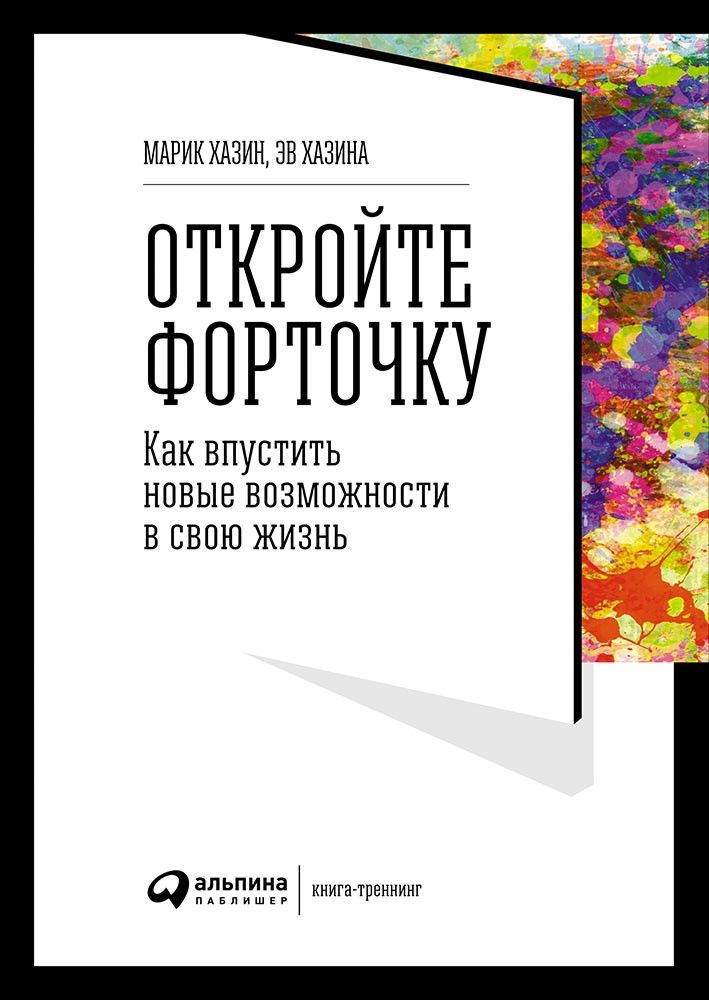 МАРИК ХАЗИН, ЭВ ХАЗИНА
ОТКРОЙТЕ
ФОРТОЧКУ
Как впустить
новые возможности
в свою жизнь
альпина
ПАБЛИШЕР
книга-треннинг